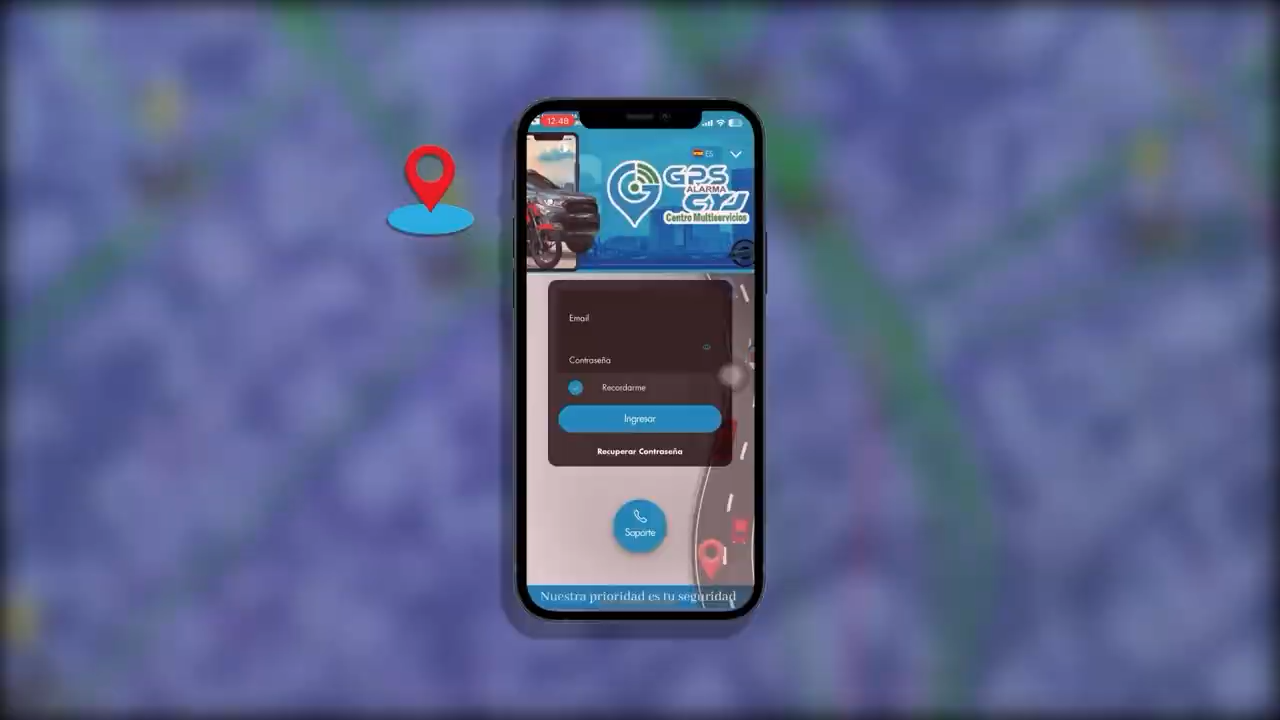 12:48
ES
GPS
ALARMA
CYJ
Centro Multiservicios
Email
Contraseña
Recordarme
Ingresar
Recuperar Contraseña
Soporte
Nuestra prioridad es tu seguridad